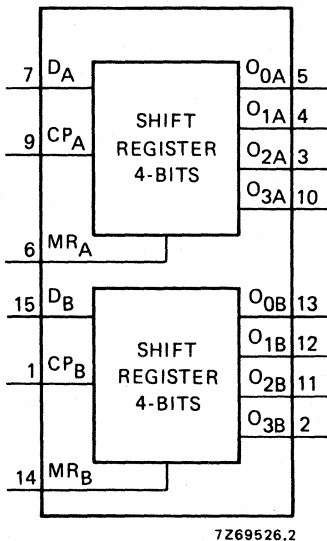 7 DA O0A 5
SHIFT O1A 4
9 CPA REGISTER O2A 3
4-BITS O3A 10
6 MRA
15 DB O0B 13
SHIFT O1B 12
1 CPB REGISTER O2B 11
4-BITS O3B 2
14 MRB
7Z69526.2